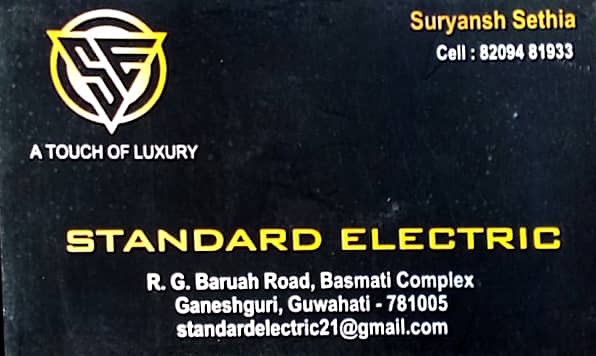 Suryansh Sethia
Cell : 82094 81933
SE
A TOUCH OF LUXURY
STANDARD ELECTRIC
R. G. Baruah Road, Basmati Complex
Ganeshguri, Guwahati - 781005
standardelectric21@gmail.com